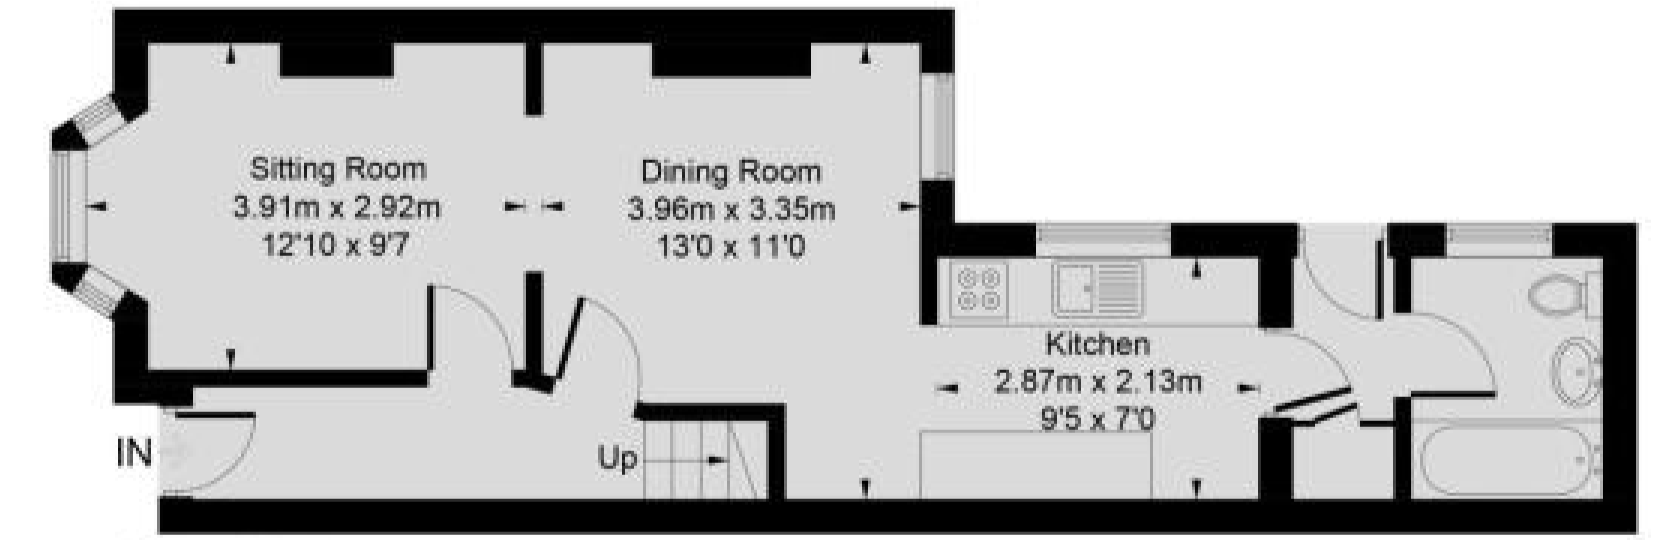 Sitting Room
3.91m x 2.92m
12'10 x 9'7
Dining Room
3.96m x 3.35m
13'0 x 11'0
Kitchen
2.87m x 2.13m
9'5 x 7'0
IN
Up